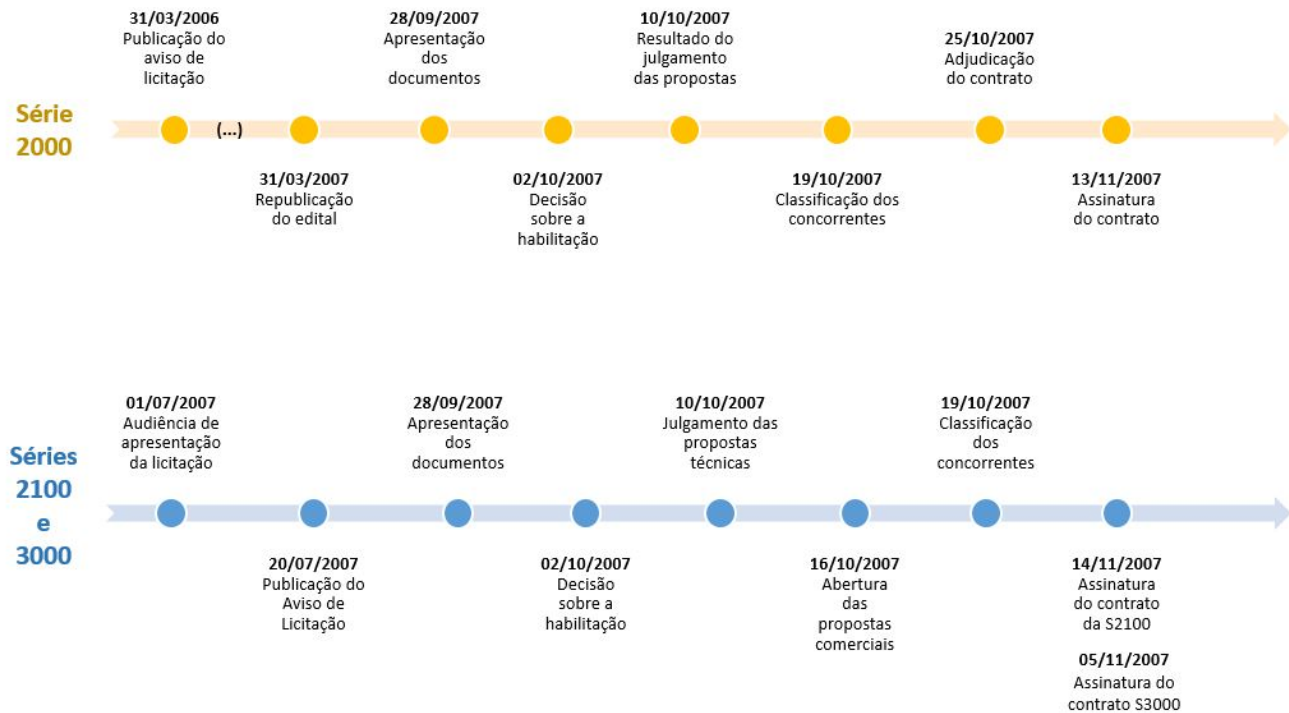 31/03/2006
Publicação do
aviso de
licitação
28/09/2007
Apresentação
dos
documentos
10/10/2007
Resultado do
julgamento
das propostas
25/10/2007
Adjudicação
do contrato
Série
2000
(...)
31/03/2007
Republicação
do edital
02/10/2007
Decisão
sobre a
habilitação
19/10/2007
Classificação dos
concorrentes
13/11/2007
Assinatura
do contrato
01/07/2007
Audiência de
apresentação
da licitação
28/09/2007
Apresentação
dos
documentos
10/10/2007
Julgamento das
propostas
técnicas
19/10/2007
Classificação
dos
concorrentes
Séries
2100
e
3000
20/07/2007
Publicação do
Aviso de
Licitação
02/10/2007
Decisão
sobre a
habilitação
16/10/2007
Abertura
das
propostas
comerciais
14/11/2007
Assinatura
do contrato
da S2100
05/11/2007
Assinatura do
contrato S3000